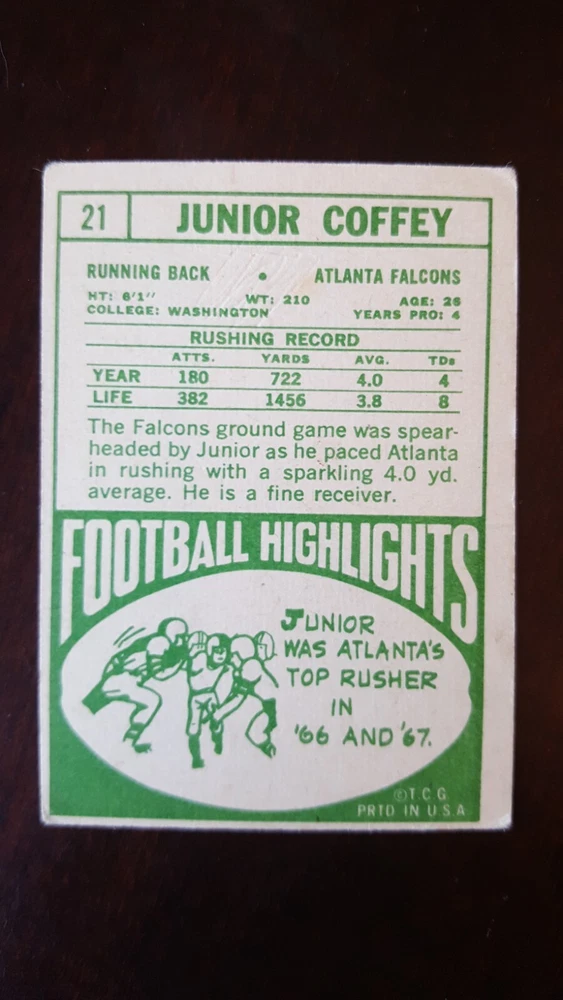 21 JUNIOR COFFEY
RUNNING BACK • ATLANTA FALCONS
HT: 6'1" WT: 210 AGE: 26
COLLEGE: WASHINGTON YEARS PRO: 4
RUSHING RECORD
ATTS. YARDS AVG. TDs
YEAR 180 722 4.0 4
LIFE 382 1456 3.8 8
The Falcons ground game was spear-
headed by Junior as he paced Atlanta
in rushing with a sparkling 4.0 yd.
average. He is a fine receiver.
FOOTBALL HIGHLIGHTS
JUNIOR
WAS ATLANTA'S
TOP RUSHER
IN
'66 AND '67.
©T.C.G.
PRTD IN U.S.A.